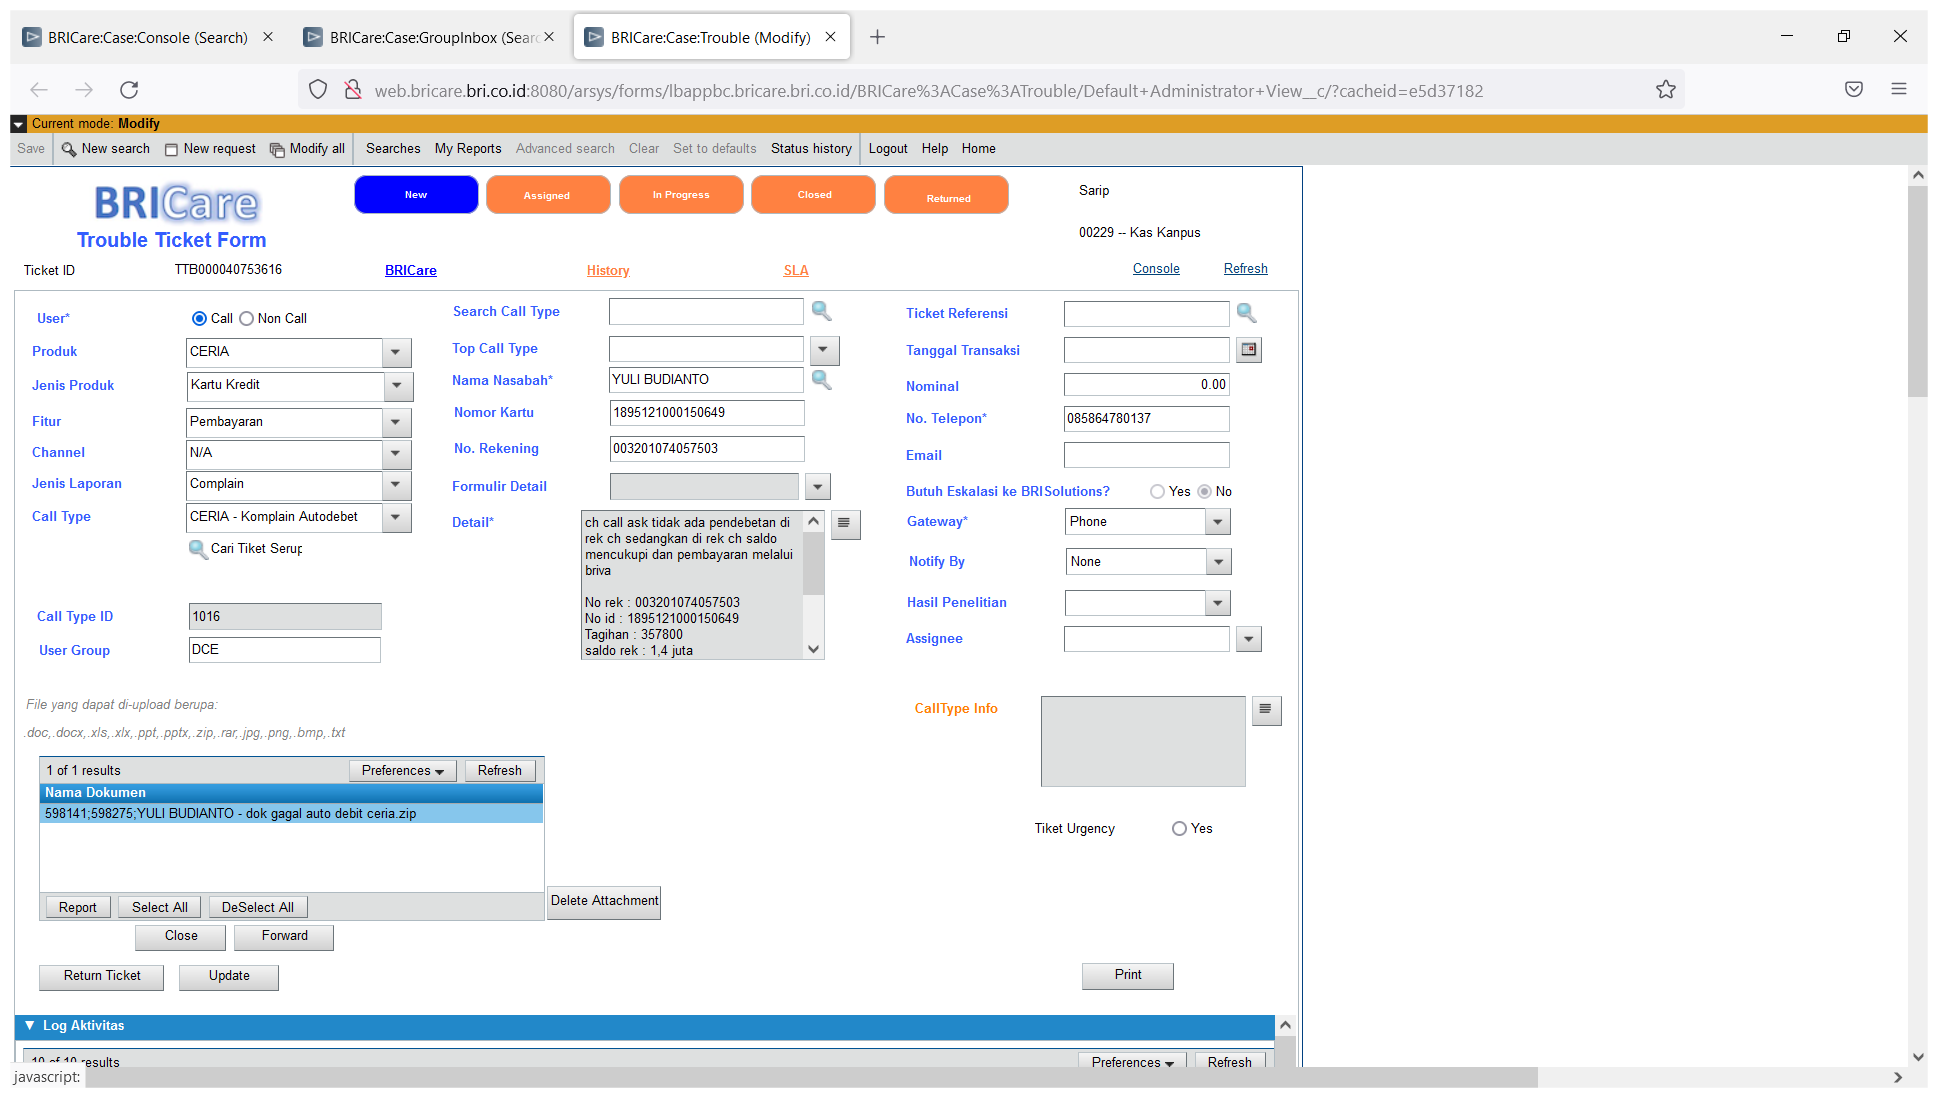 BRICare:Case:Console (Search)
BRICare:Case:GroupInbox (Sear
BRICare:Case:Trouble (Modify)
web.bricare.bri.co.id:8080/arsys/forms/lbappbc.bricare.bri.co.id/BRICare%3ACase%3ATrouble/Default+Administrator+View__c/?cacheid=e5d37182
Current mode: Modify
Save New search New request Modify all Searches My Reports Advanced search Clear Set to defaults Status history Logout Help Home
BRICare
Trouble Ticket Form
New Assigned In Progress Closed Returned
Sarip
00229 -- Kas Kanpus
Ticket ID TTB000040753616 BRICare History SLA Console Refresh
User* Call Non Call
Produk CERIA
Jenis Produk Kartu Kredit
Fitur Pembayaran
Channel N/A
Jenis Laporan Complain
Call Type CERIA - Komplain Autodebet
Cari Tiket Serup
Call Type ID 1016
User Group DCE
Search Call Type
Top Call Type
Nama Nasabah* YULI BUDIANTO
Nomor Kartu 1895121000150649
No. Rekening 003201074057503
Formulir Detail
Detail* ch call ask tidak ada pendebetan di
rek ch sedangkan di rek ch saldo
mencukupi dan pembayaran melalui
briva
No rek : 003201074057503
No id : 1895121000150649
Tagihan : 357800
saldo rek : 1,4 juta
Ticket Referensi
Tanggal Transaksi
Nominal 0.00
No. Telepon* 085864780137
Email
Butuh Eskalasi ke BRISolutions? Yes No
Gateway* Phone
Notify By None
Hasil Penelitian
Assignee
File yang dapat di-upload berupa:
.doc,.docx,.xls,.xlx,.ppt,.pptx,.zip,.rar,.jpg,.png,.bmp,.txt
CallType Info
1 of 1 results Preferences Refresh
Nama Dokumen
598141;598275;YULI BUDIANTO - dok gagal auto debit ceria.zip
Tiket Urgency Yes
Report Select All DeSelect All
Delete Attachment
Close Forward
Return Ticket Update
Print
Log Aktivitas
10 of 10 results Preferences Refresh
javascript: